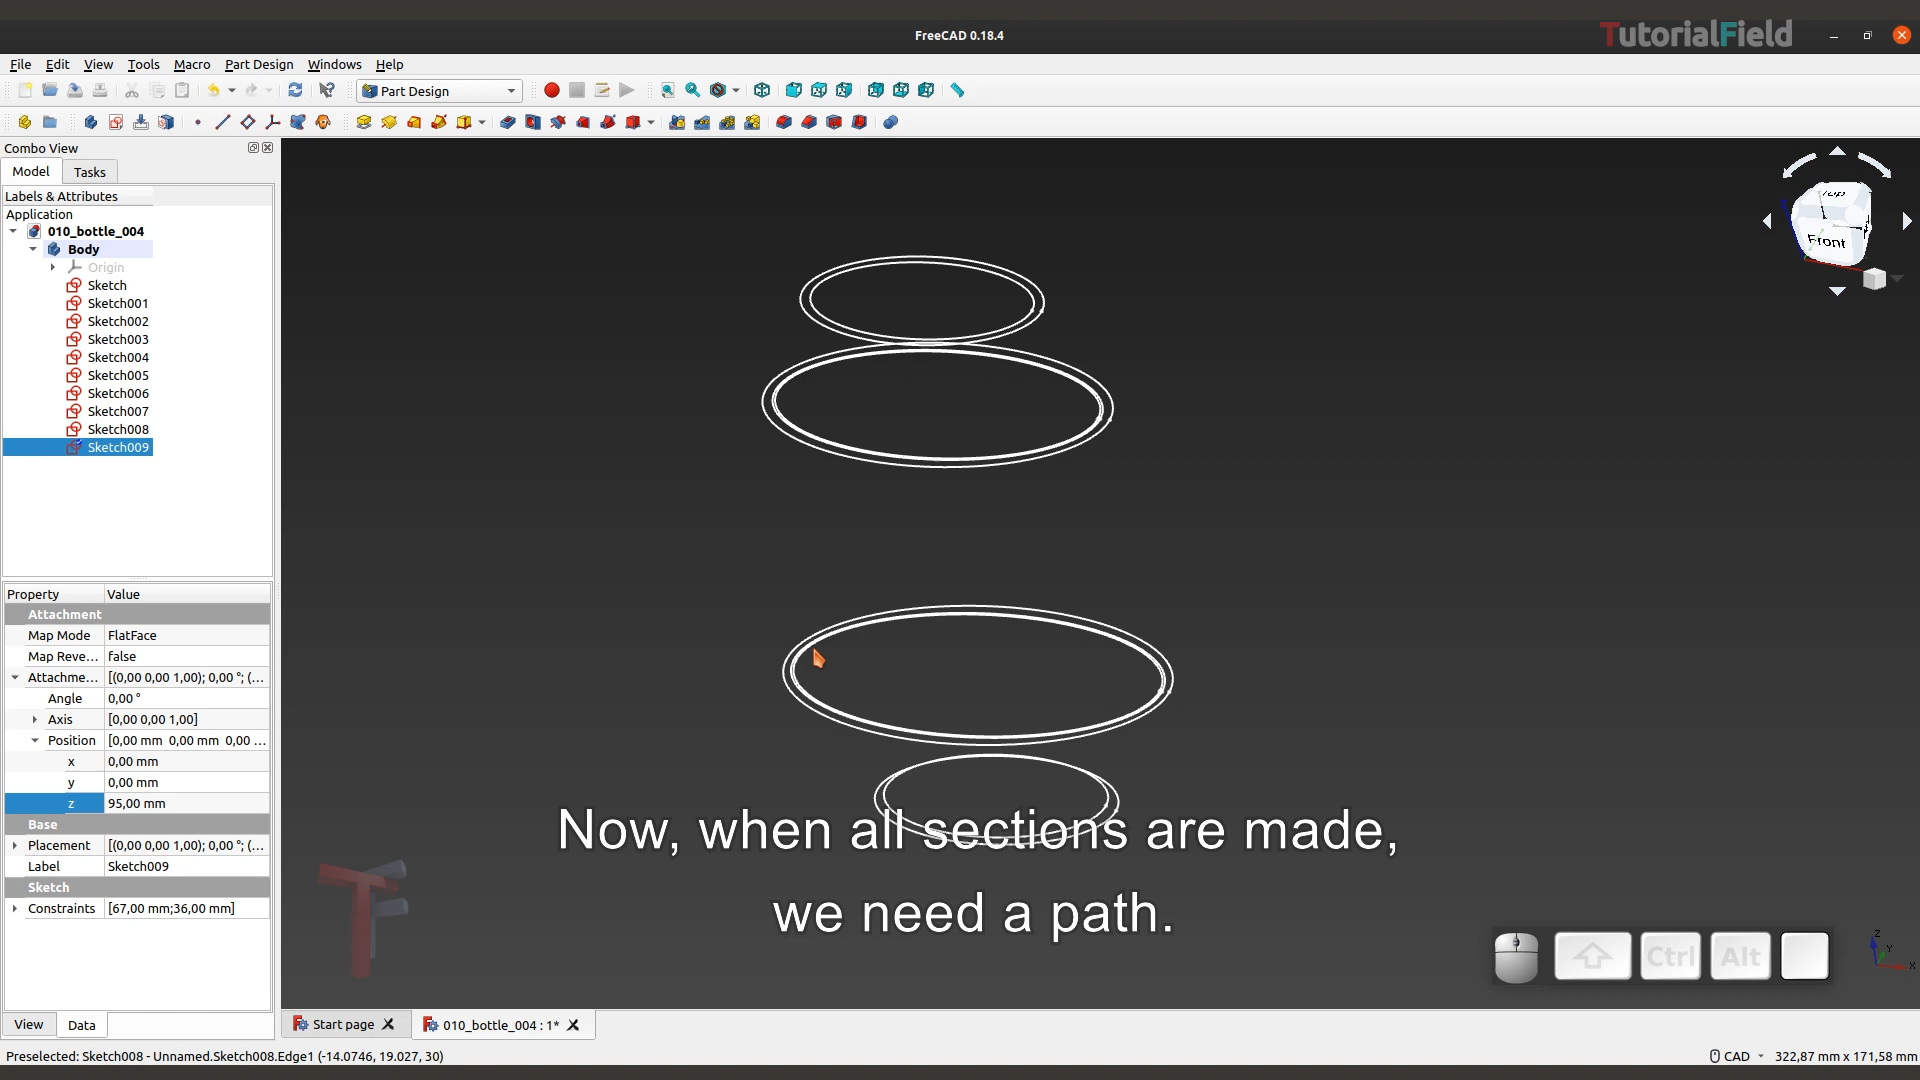 TutorialField
FreeCAD 0.18.4
File Edit View Tools Macro Part Design Windows Help
Part Design
Combo View
Model Tasks
Labels & Attributes
Application
010_bottle_004
Body
Origin
Sketch
Sketch001
Sketch002
Sketch003
Sketch004
Sketch005
Sketch006
Sketch007
Sketch008
Sketch009
Top
Front
Property Value
Attachment
Map Mode FlatFace
Map Reve... false
Attachme... [(0,00 0,00 1,00); 0,00 °; (...
Angle 0,00 °
Axis [0,00 0,00 1,00]
Position [0,00 mm 0,00 mm 0,00 ...
x 0,00 mm
y 0,00 mm
z 95,00 mm
Base
Placement [(0,00 0,00 1,00); 0,00 °; (...
Label Sketch009
Sketch
Constraints [67,00 mm;36,00 mm]
Now, when all sections are made,
we need a path.
Ctrl Alt
Z
Y
X
View Data
Start page
010_bottle_004 : 1*
Preselected: Sketch008 - Unnamed.Sketch008.Edge1 (-14.0746, 19.027, 30)
CAD 322,87 mm x 171,58 mm